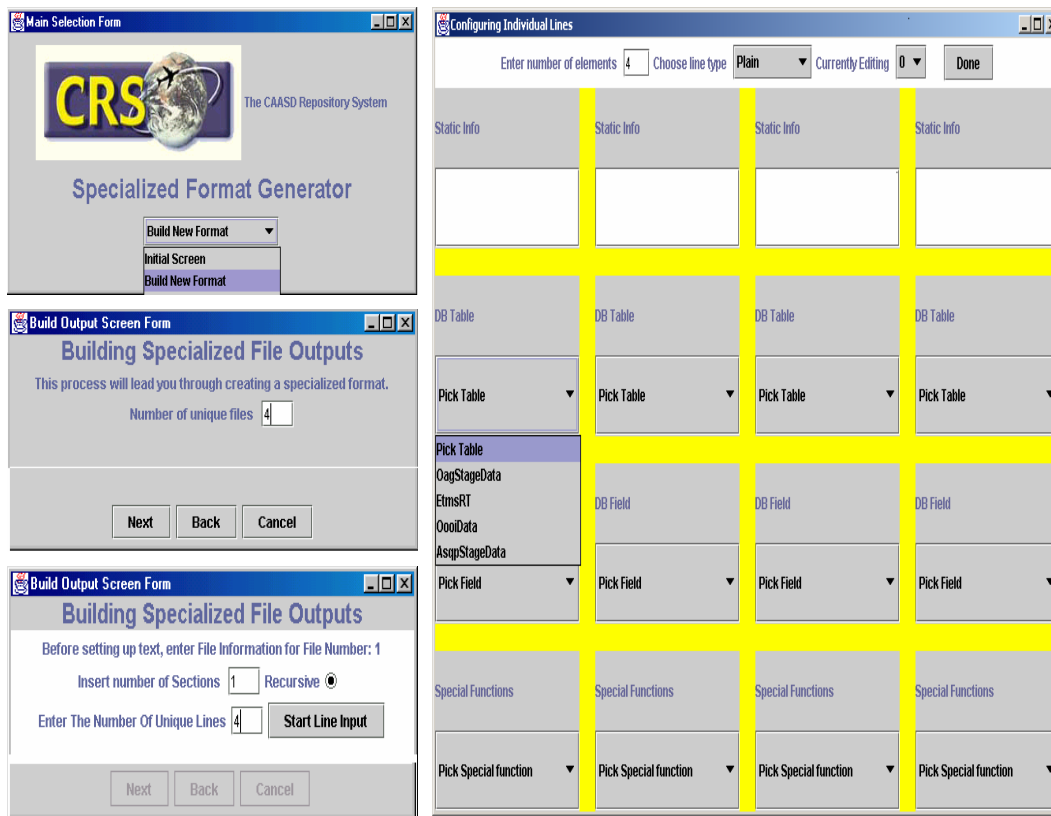 Main Selection Form
CRS
The CAASD Repository System
Specialized Format Generator
Build New Format
Initial Screen
Build New Format
Build Output Screen Form
Building Specialized File Outputs
This process will lead you through creating a specialized format.
Number of unique files 4
Next Back Cancel
Build Output Screen Form
Building Specialized File Outputs
Before setting up text, enter File Information for File Number: 1
Insert number of Sections 1 Recursive
Enter The Number Of Unique Lines 4 Start Line Input
Next Back Cancel
Configuring Individual Lines
Enter number of elements 4 Choose line type Plain Currently Editing 0 Done
Static Info Static Info Static Info Static Info
DB Table DB Table DB Table DB Table
Pick Table Pick Table Pick Table Pick Table
Pick Table
OagStageData
EtmsRT
OooiData
AsqpStageData
DB Field DB Field DB Field
Pick Field Pick Field Pick Field Pick Field
Special Functions Special Functions Special Functions Special Functions
Pick Special function Pick Special function Pick Special function Pick Special function